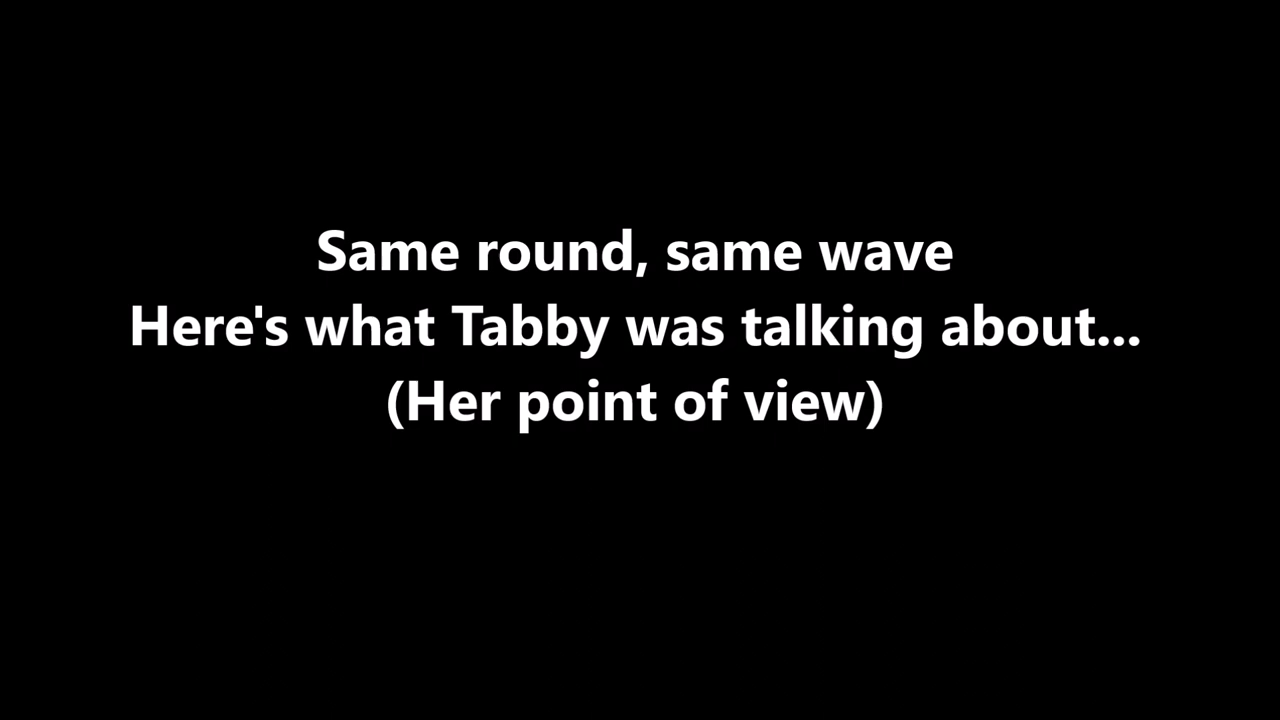 Same round, same wave
Here's what Tabby was talking about...
(Her point of view)